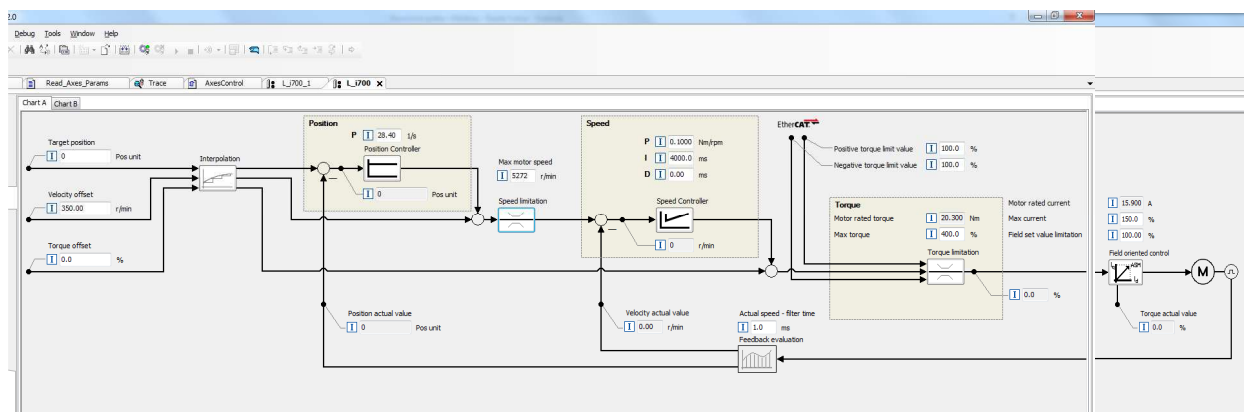 2.0
Debug Tools Window Help
Read_Axes_Params Trace AxesControl L_i700_1 L_i700
Chart A Chart B
Target position
0 Pos unit
Velocity offset
350.00 r/min
Torque offset
0.0 %
Interpolation
Position
P 28.40 1/s
Position Controller
0 Pos unit
Max motor speed
5272 r/min
Speed limitation
Speed
P 0.1000 Nm/rpm
I 4000.0 ms
D 0.00 ms
Speed Controller
0 r/min
EtherCAT
Positive torque limit value 100.0 %
Negative torque limit value 100.0 %
Torque
Motor rated torque 20.300 Nm
Max torque 400.0 %
Torque limitation
0.0 %
Motor rated current 15.900 A
Max current 150.0 %
Field set value limitation 100.00 %
Field oriented control
ASM
M
Torque actual value
0.0 %
Position actual value
0 Pos unit
Velocity actual value
0.00 r/min
Actual speed - filter time
1.0 ms
Feedback evaluation